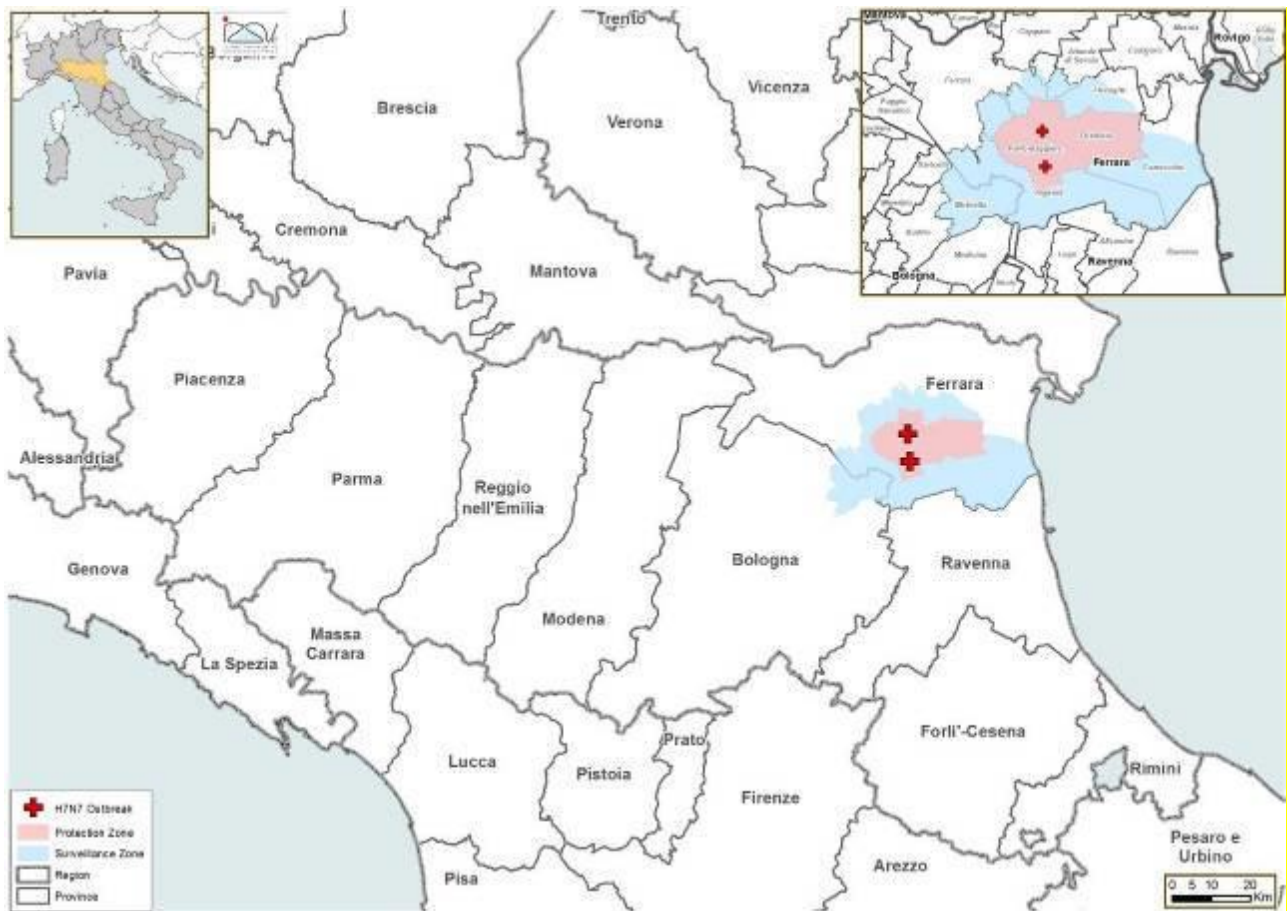 Trento
Mantova
Rovigo
Ferrara
Ravenna
Bologna
Brescia
Verona
Vicenza
Cremona
Mantova
Pavia
Piacenza
Ferrara
Alessandria
Parma
Reggio
nell'Emilia
Genova
Bologna
Ravenna
Modena
Massa
Carrara
La Spezia
Prato
Forli'-Cesena
Lucca
Pistoia
Rimini
Firenze
Pesaro e
Urbino
Arezzo
Pisa
H7N7 Outbreak
Protection Zone
Surveillance Zone
Region
Province
0 5 10 20
Km